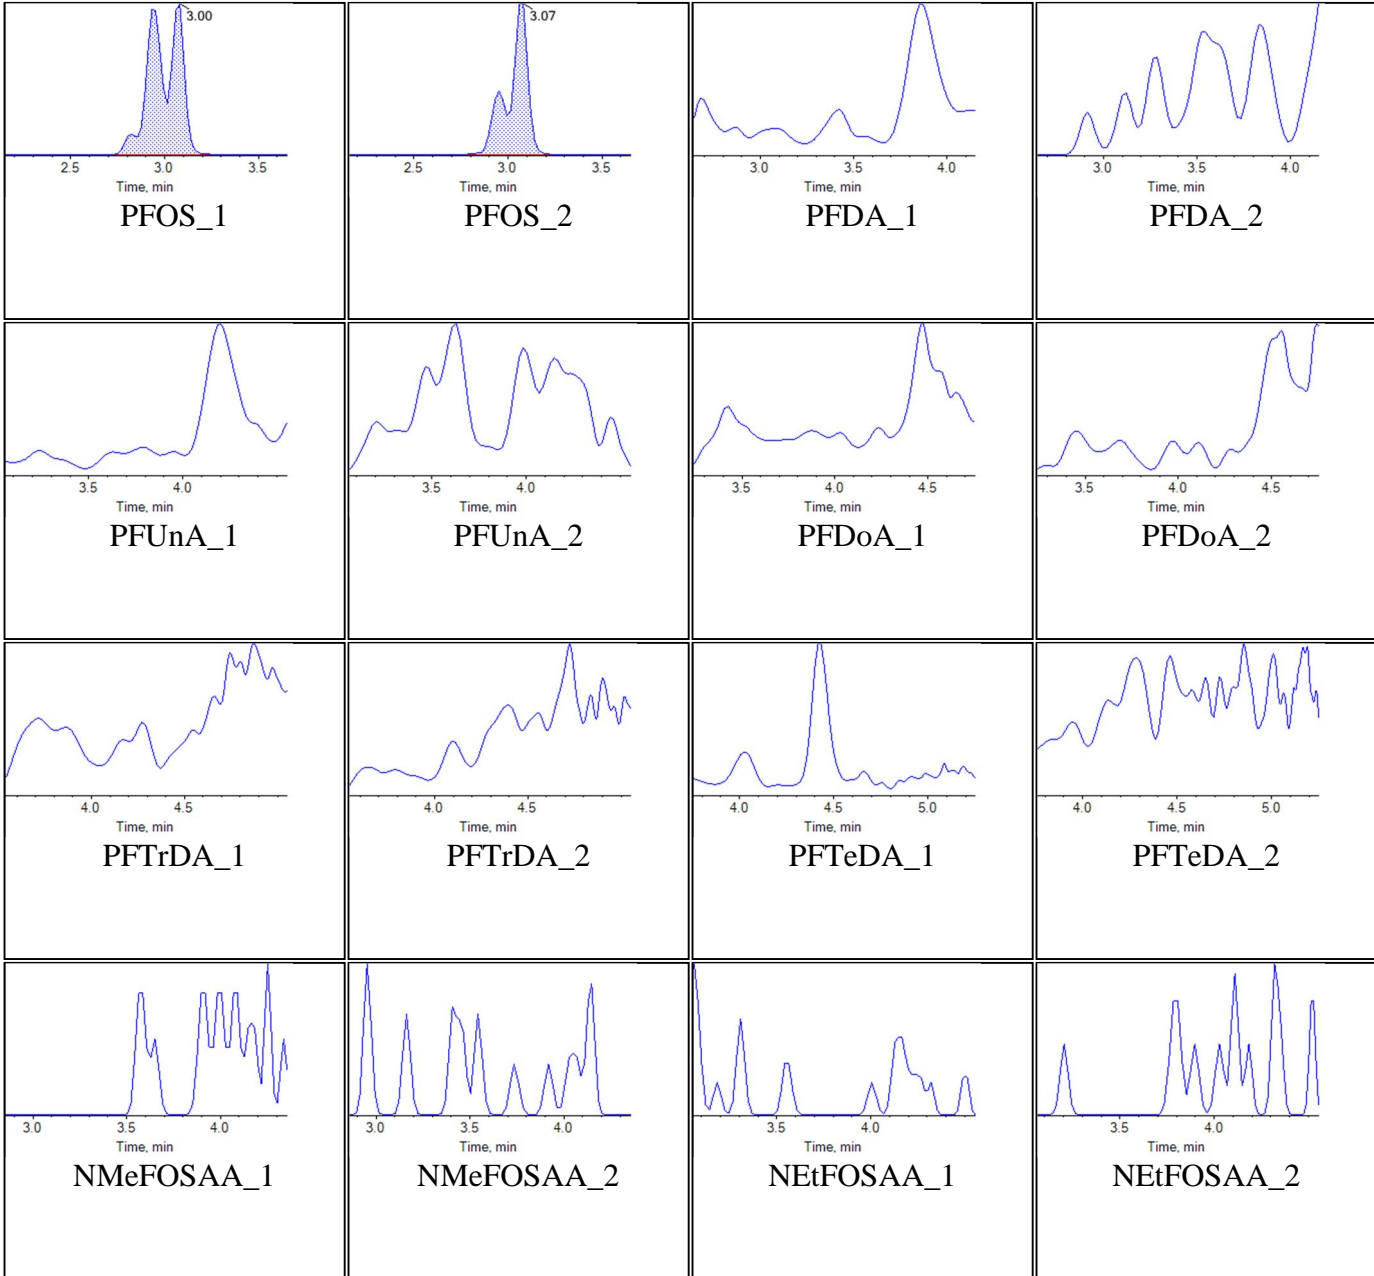 3.00
2.5 3.0 3.5
Time, min
PFOS_1
3.07
2.5 3.0 3.5
Time, min
PFOS_2
3.0 3.5 4.0
Time, min
PFDA_1
3.0 3.5 4.0
Time, min
PFDA_2
3.5 4.0
Time, min
PFUnA_1
3.5 4.0
Time, min
PFUnA_2
3.5 4.0 4.5
Time, min
PFDoA_1
3.5 4.0 4.5
Time, min
PFDoA_2
4.0 4.5
Time, min
PFTrDA_1
4.0 4.5
Time, min
PFTrDA_2
4.0 4.5 5.0
Time, min
PFTeDA_1
4.0 4.5 5.0
Time, min
PFTeDA_2
3.0 3.5 4.0
Time, min
NMeFOSAA_1
3.0 3.5 4.0
Time, min
NMeFOSAA_2
3.5 4.0
Time, min
NEtFOSAA_1
3.5 4.0
Time, min
NEtFOSAA_2